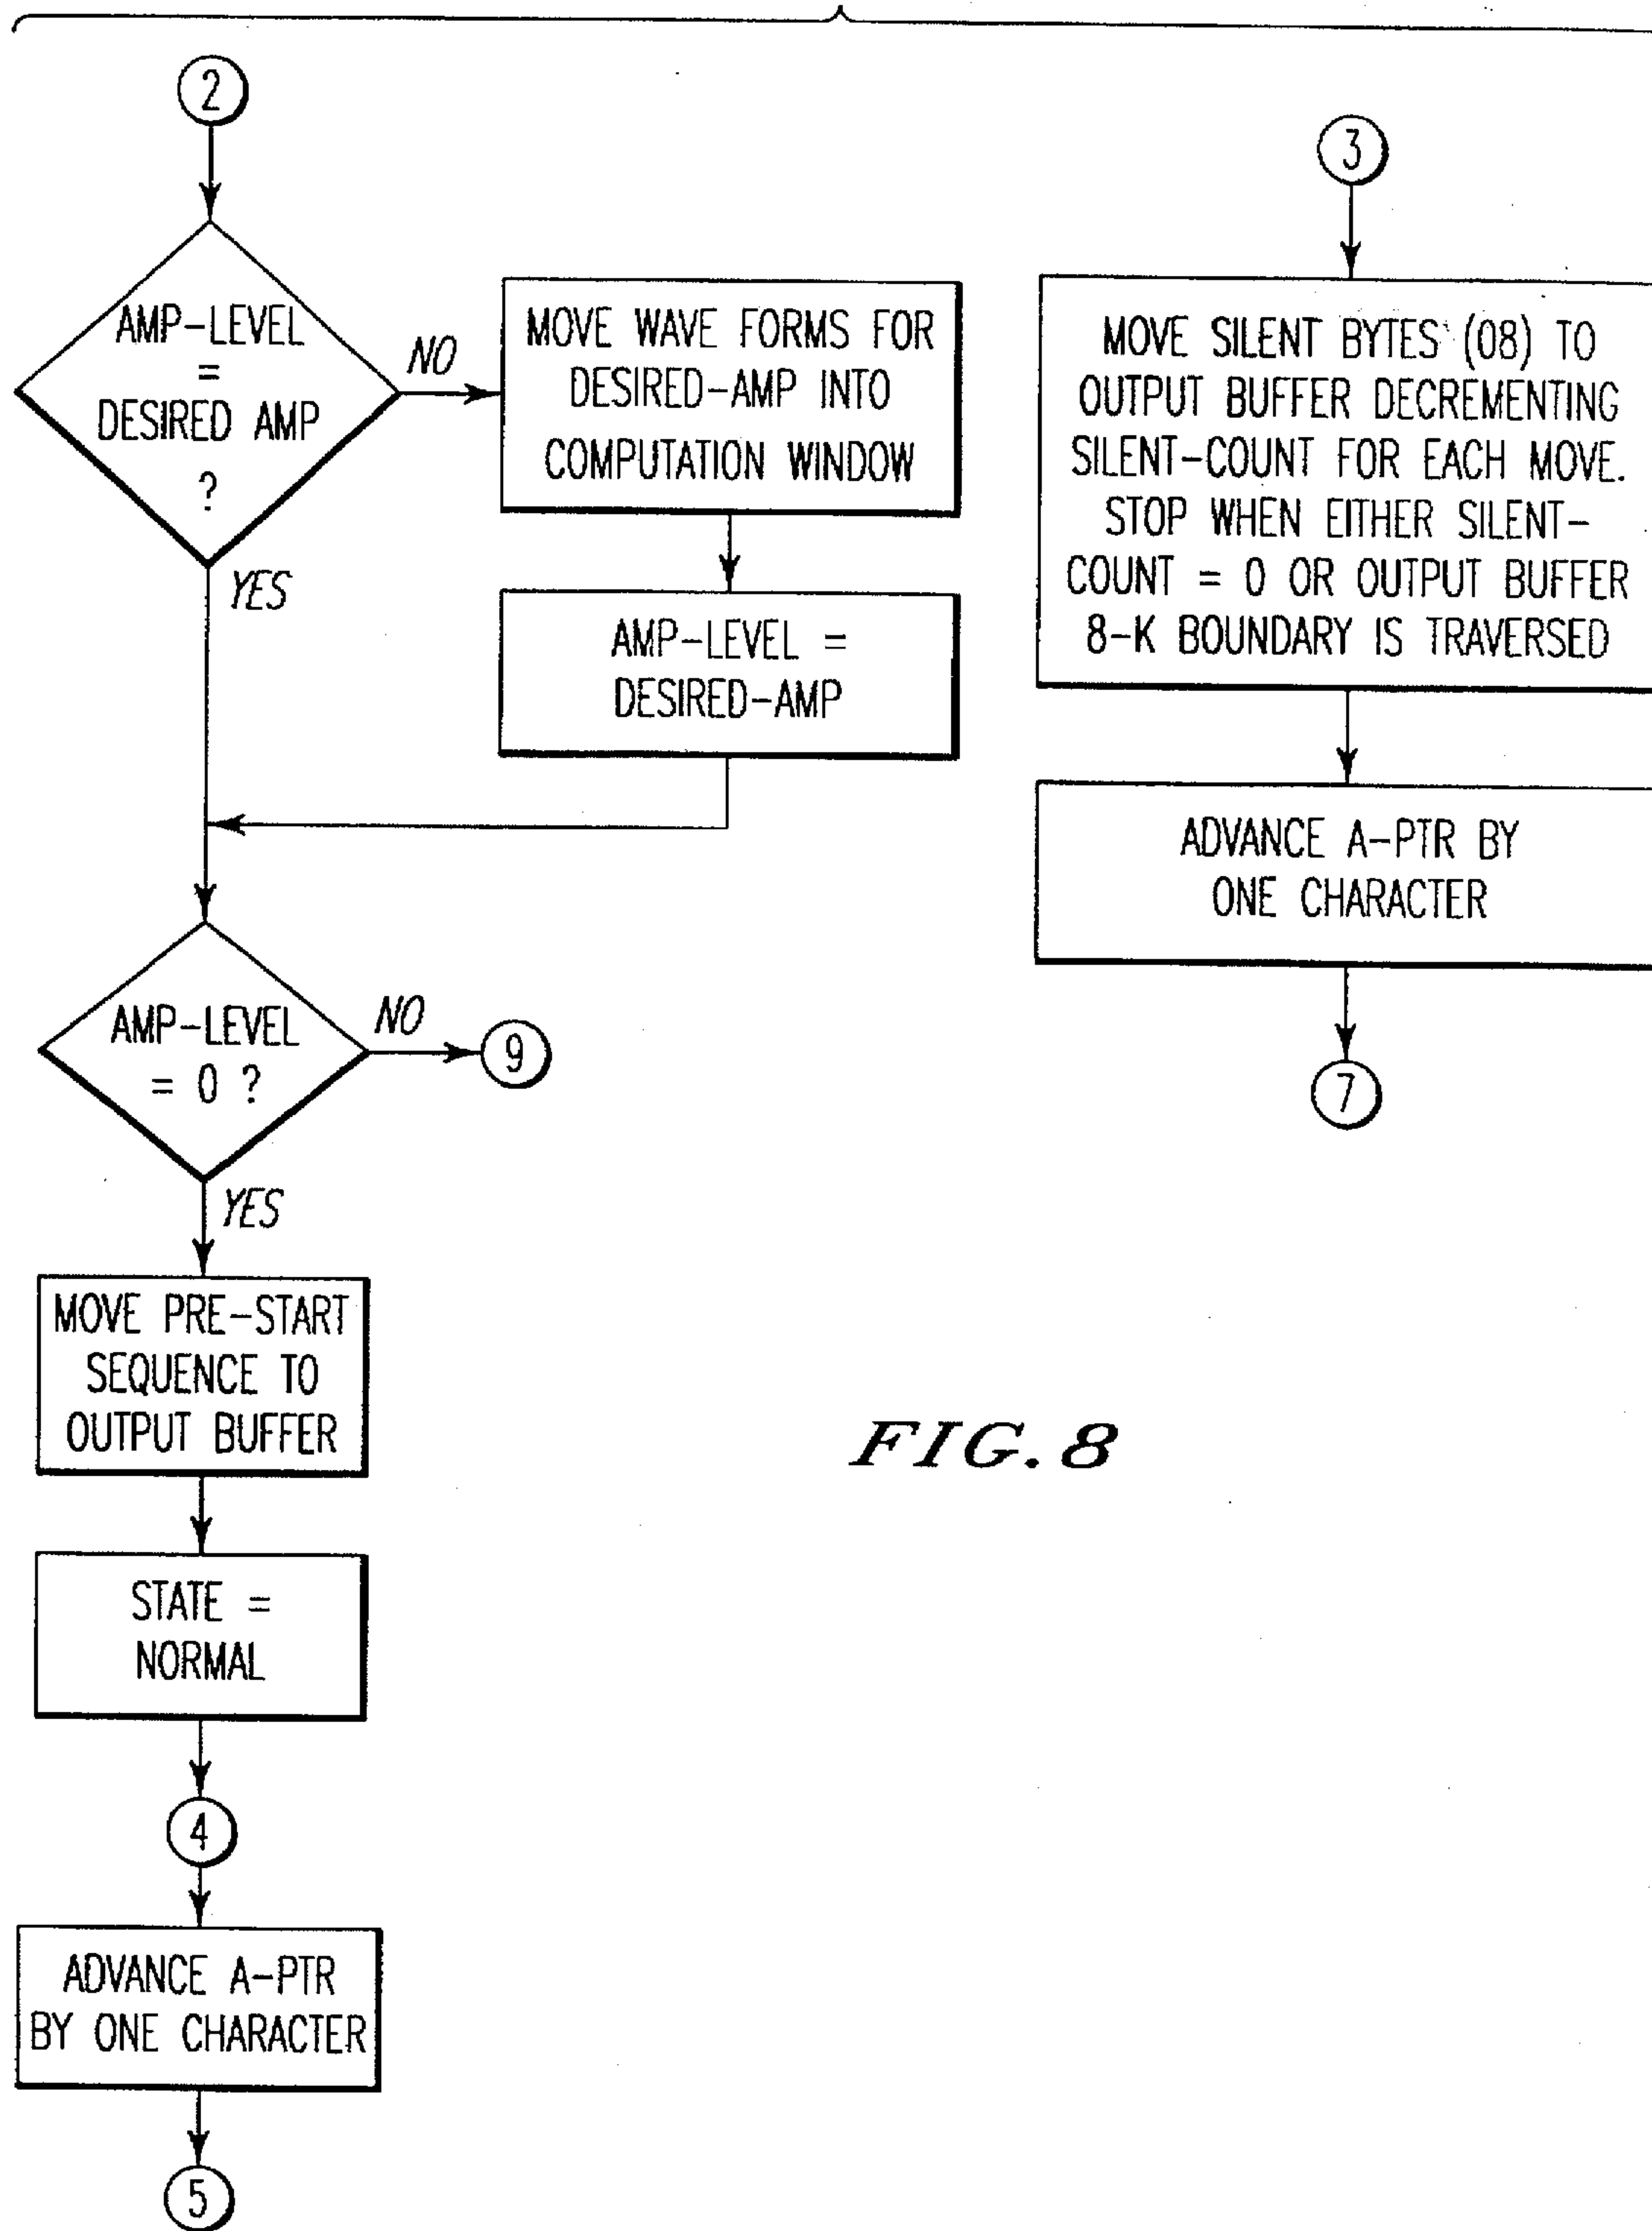 2
AMP-LEVEL
=
DESIRED AMP
?
NO
YES
MOVE WAVE FORMS FOR
DESIRED-AMP INTO
COMPUTATION WINDOW
AMP-LEVEL =
DESIRED-AMP
AMP-LEVEL
= 0 ?
NO
9
YES
MOVE PRE-START
SEQUENCE TO
OUTPUT BUFFER
STATE =
NORMAL
4
ADVANCE A-PTR
BY ONE CHARACTER
5
3
MOVE SILENT BYTES (08) TO
OUTPUT BUFFER DECREMENTING
SILENT-COUNT FOR EACH MOVE.
STOP WHEN EITHER SILENT-
COUNT = 0 OR OUTPUT BUFFER
8-K BOUNDARY IS TRAVERSED
ADVANCE A-PTR BY
ONE CHARACTER
7
FIG. 8